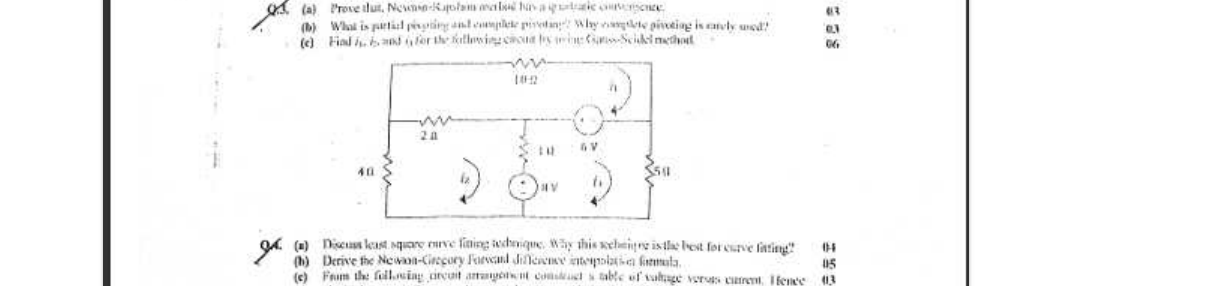 Q.3. (a) Prove that, Newton-Raphson method has a quadratic convergence. 03
(b) What is partial pivoting and complete pivoting? Why complete pivoting is rarely used? 03
(c) Find i₁, i₂, and i₃ for the following circuit by using Gauss-Seidel method. 06
10 Ω
i₁
2 Ω
1 Ω
6 V
4 Ω
i₂
8 V
5 Ω
Q4. (a) Discuss least square curve fitting technique. Why this technique is the best for curve fitting? 04
(b) Derive the Newton-Gregory Forward difference interpolation formula. 05
(c) From the following circuit arrangement construct a table of voltage versus current. Hence 03